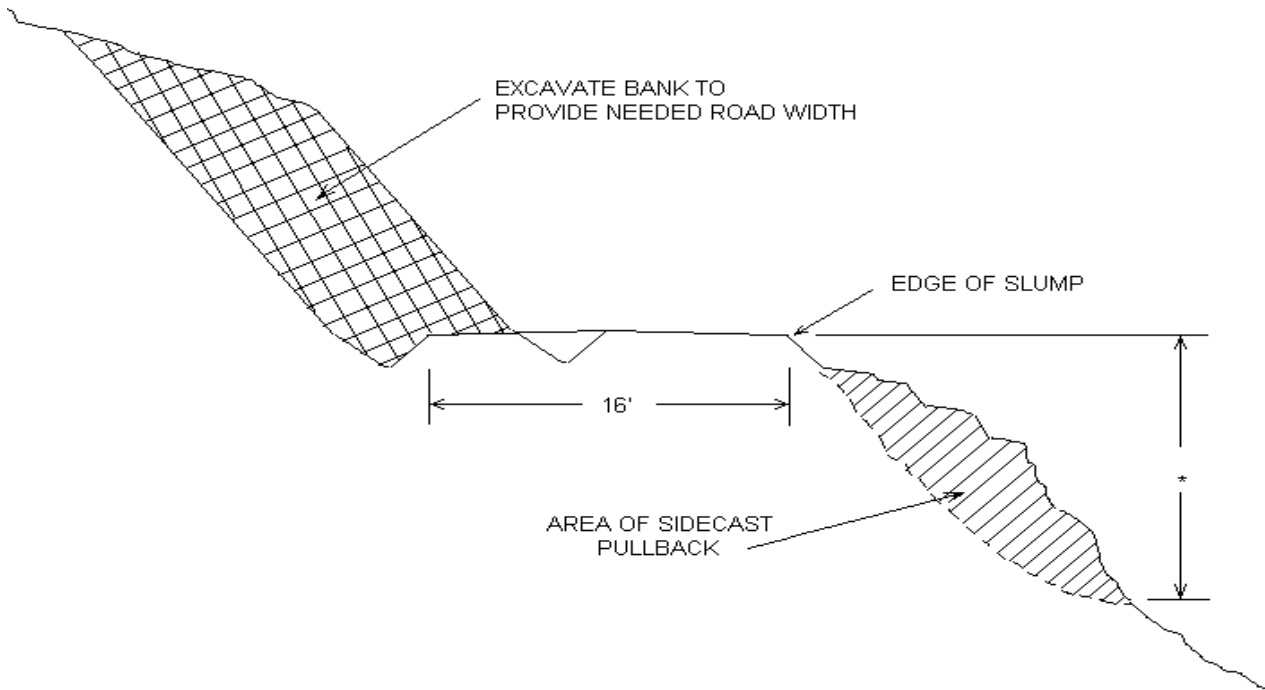 EXCAVATE BANK TO
PROVIDE NEEDED ROAD WIDTH
EDGE OF SLUMP
16'
*
AREA OF SIDECAST
PULLBACK